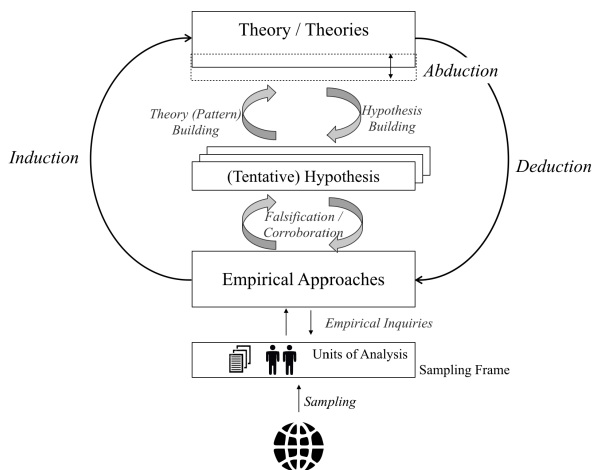 Theory / Theories
Abduction
Theory (Pattern)
Building
Hypothesis
Building
Induction
Deduction
(Tentative) Hypothesis
Falsification /
Corroboration
Empirical Approaches
Empirical Inquiries
Units of Analysis
Sampling Frame
Sampling